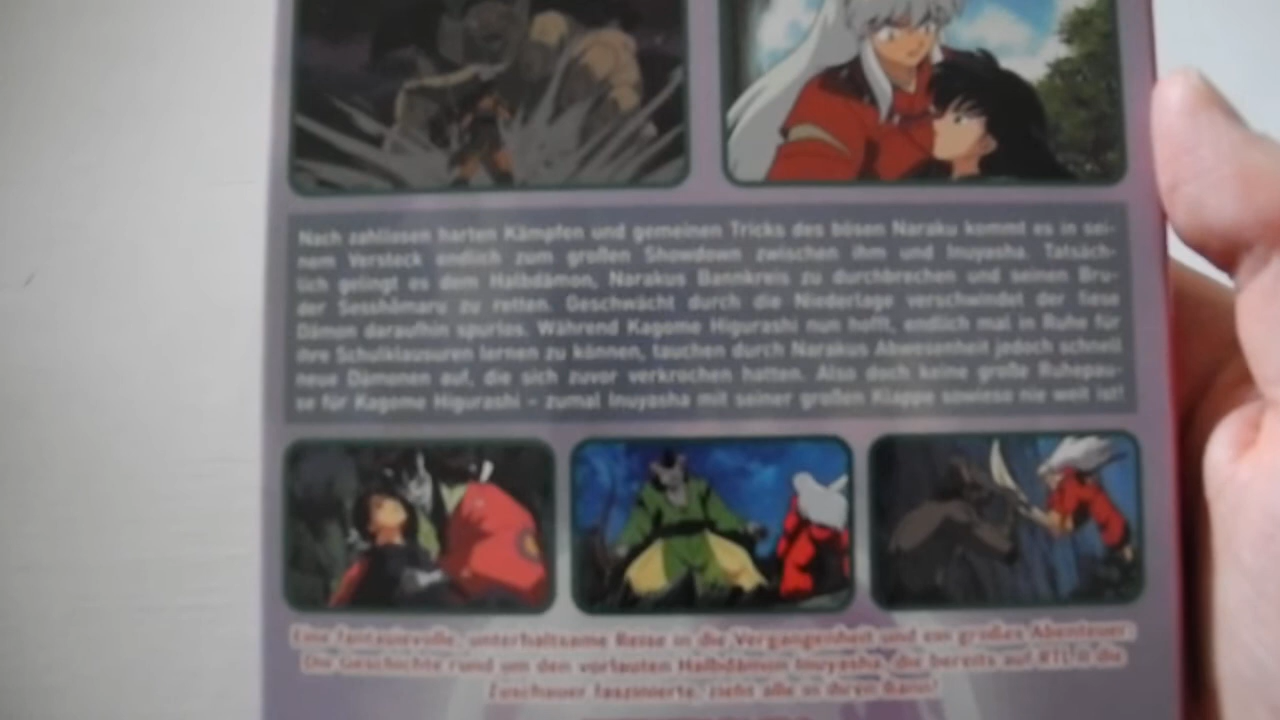 Nach zahllosen harten Kämpfen und gemeinen Tricks des bösen Naraku kommt es in sei-
nem Versteck endlich zum großen Showdown zwischen ihm und Inuyasha. Tatsäch-
lich gelingt es dem Halbdämon, Narakus Bannkreis zu durchbrechen und seinen Bru-
der Sesshômaru zu retten. Geschwächt durch die Niederlage verschwindet der fiese
Dämon daraufhin spurlos. Während Kagome Higurashi nun hofft, endlich mal in Ruhe für
ihre Schulklausuren lernen zu können, tauchen durch Narakus Abwesenheit jedoch schnell
neue Dämonen auf, die sich zuvor verkrochen hatten. Also doch keine große Ruhepau-
se für Kagome Higurashi – zumal Inuyasha mit seiner großen Klappe sowieso nie weit ist!
Eine fantasievolle, unterhaltsame Reise in die Vergangenheit und ein großes Abenteuer:
Die Geschichte rund um den vorlauten Halbdämon Inuyasha, die bereits auf RTL II die
Zuschauer faszinierte, zieht alle in ihren Bann!